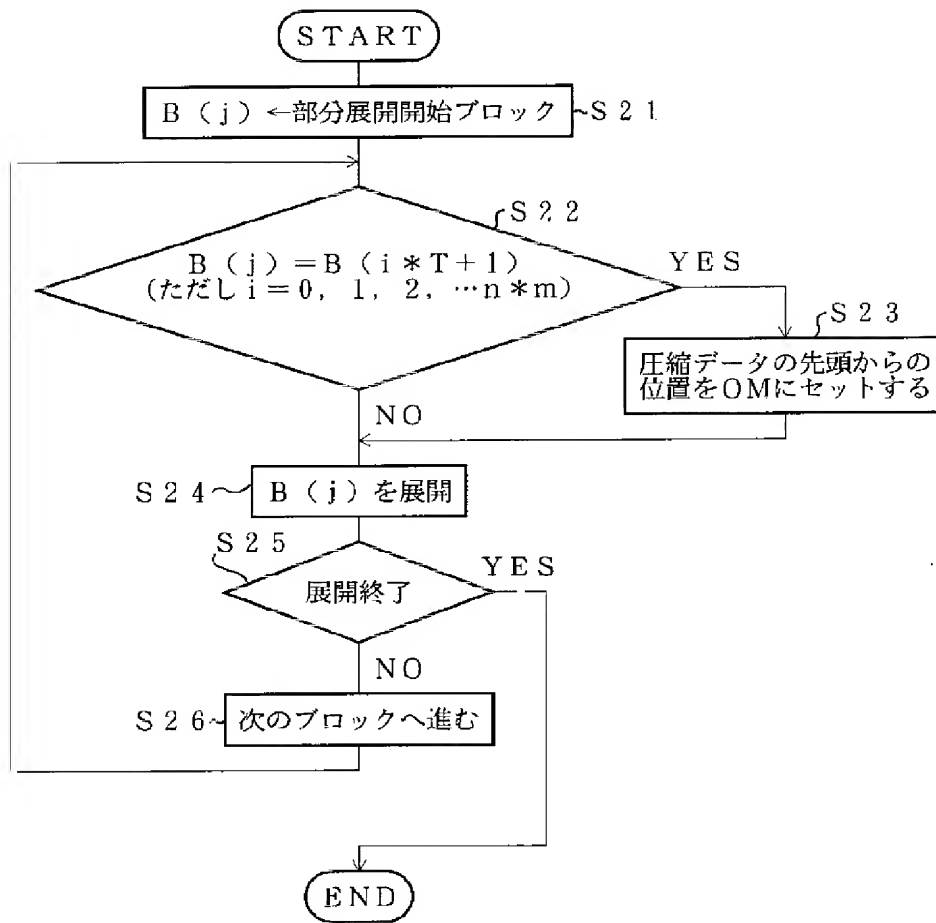 START
B(j)←部分展開開始ブロック
S21
S22
B(j)=B(i*T+1)
(ただしi=0, 1, 2, …n*m)
YES
S23
圧縮データの先頭からの
位置をOMにセットする
NO
S24
B(j)を展開
S25
YES
展開終了
NO
S26
次のブロックへ進む
END